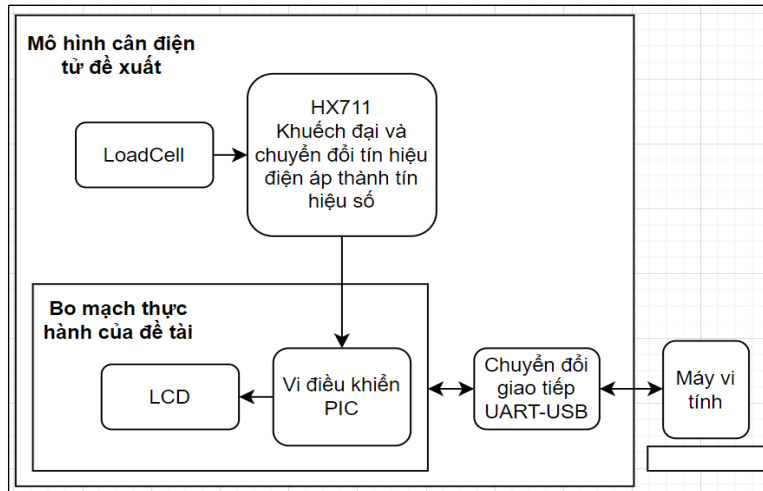 Mô hình cân điện
tử đề xuất
HX711
Khuếch đại và
chuyển đổi tín hiệu
điện áp thành tín
hiệu số
LoadCell
Bo mạch thực
hành của đề tài
LCD
Vi điều khiển
PIC
Chuyển đổi
giao tiếp
UART-USB
Máy vi
tính